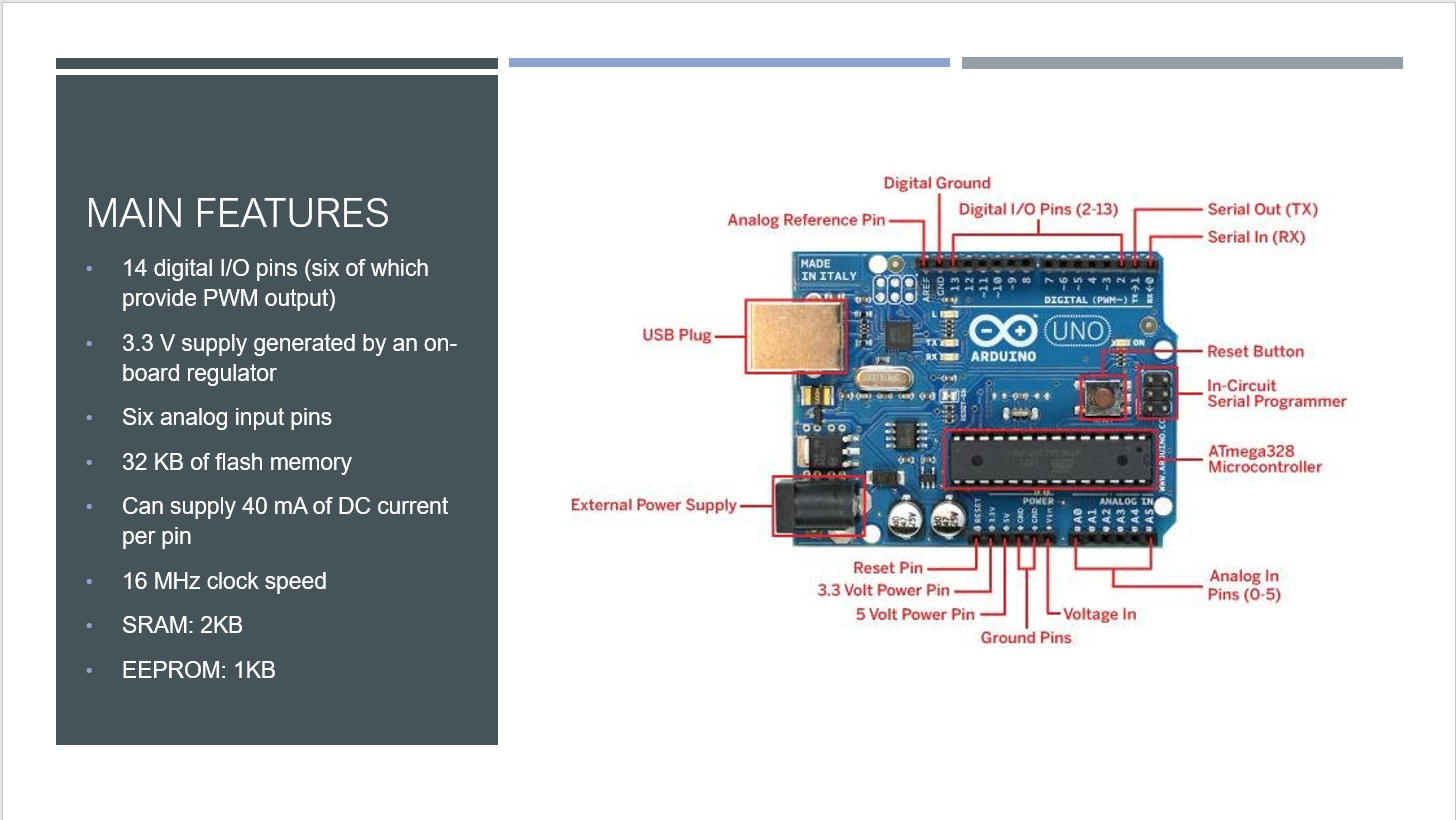 MAIN FEATURES
• 14 digital I/O pins (six of which
provide PWM output)
• 3.3 V supply generated by an on-
board regulator
• Six analog input pins
• 32 KB of flash memory
• Can supply 40 mA of DC current
per pin
• 16 MHz clock speed
• SRAM: 2KB
• EEPROM: 1KB
Digital Ground
Digital I/O Pins (2-13)
Analog Reference Pin
Serial Out (TX)
Serial In (RX)
MADE
IN ITALY
AREF
GND
13
12
~11
~10
~9
8
7
~6
~5
4
~3
2
TX→1
RX←0
DIGITAL (PWM~)
L
TX
RX
ARDUINO
UNO
ON
USB Plug
Reset Button
In-Circuit
Serial Programmer
RESET-EN
ATmega328
Microcontroller
External Power Supply
POWER
ANALOG IN
RESET
3.3V
5V
GND
GND
Vin
A0
A1
A2
A3
A4
A5
Reset Pin
3.3 Volt Power Pin
5 Volt Power Pin
Ground Pins
Voltage In
Analog In
Pins (0-5)